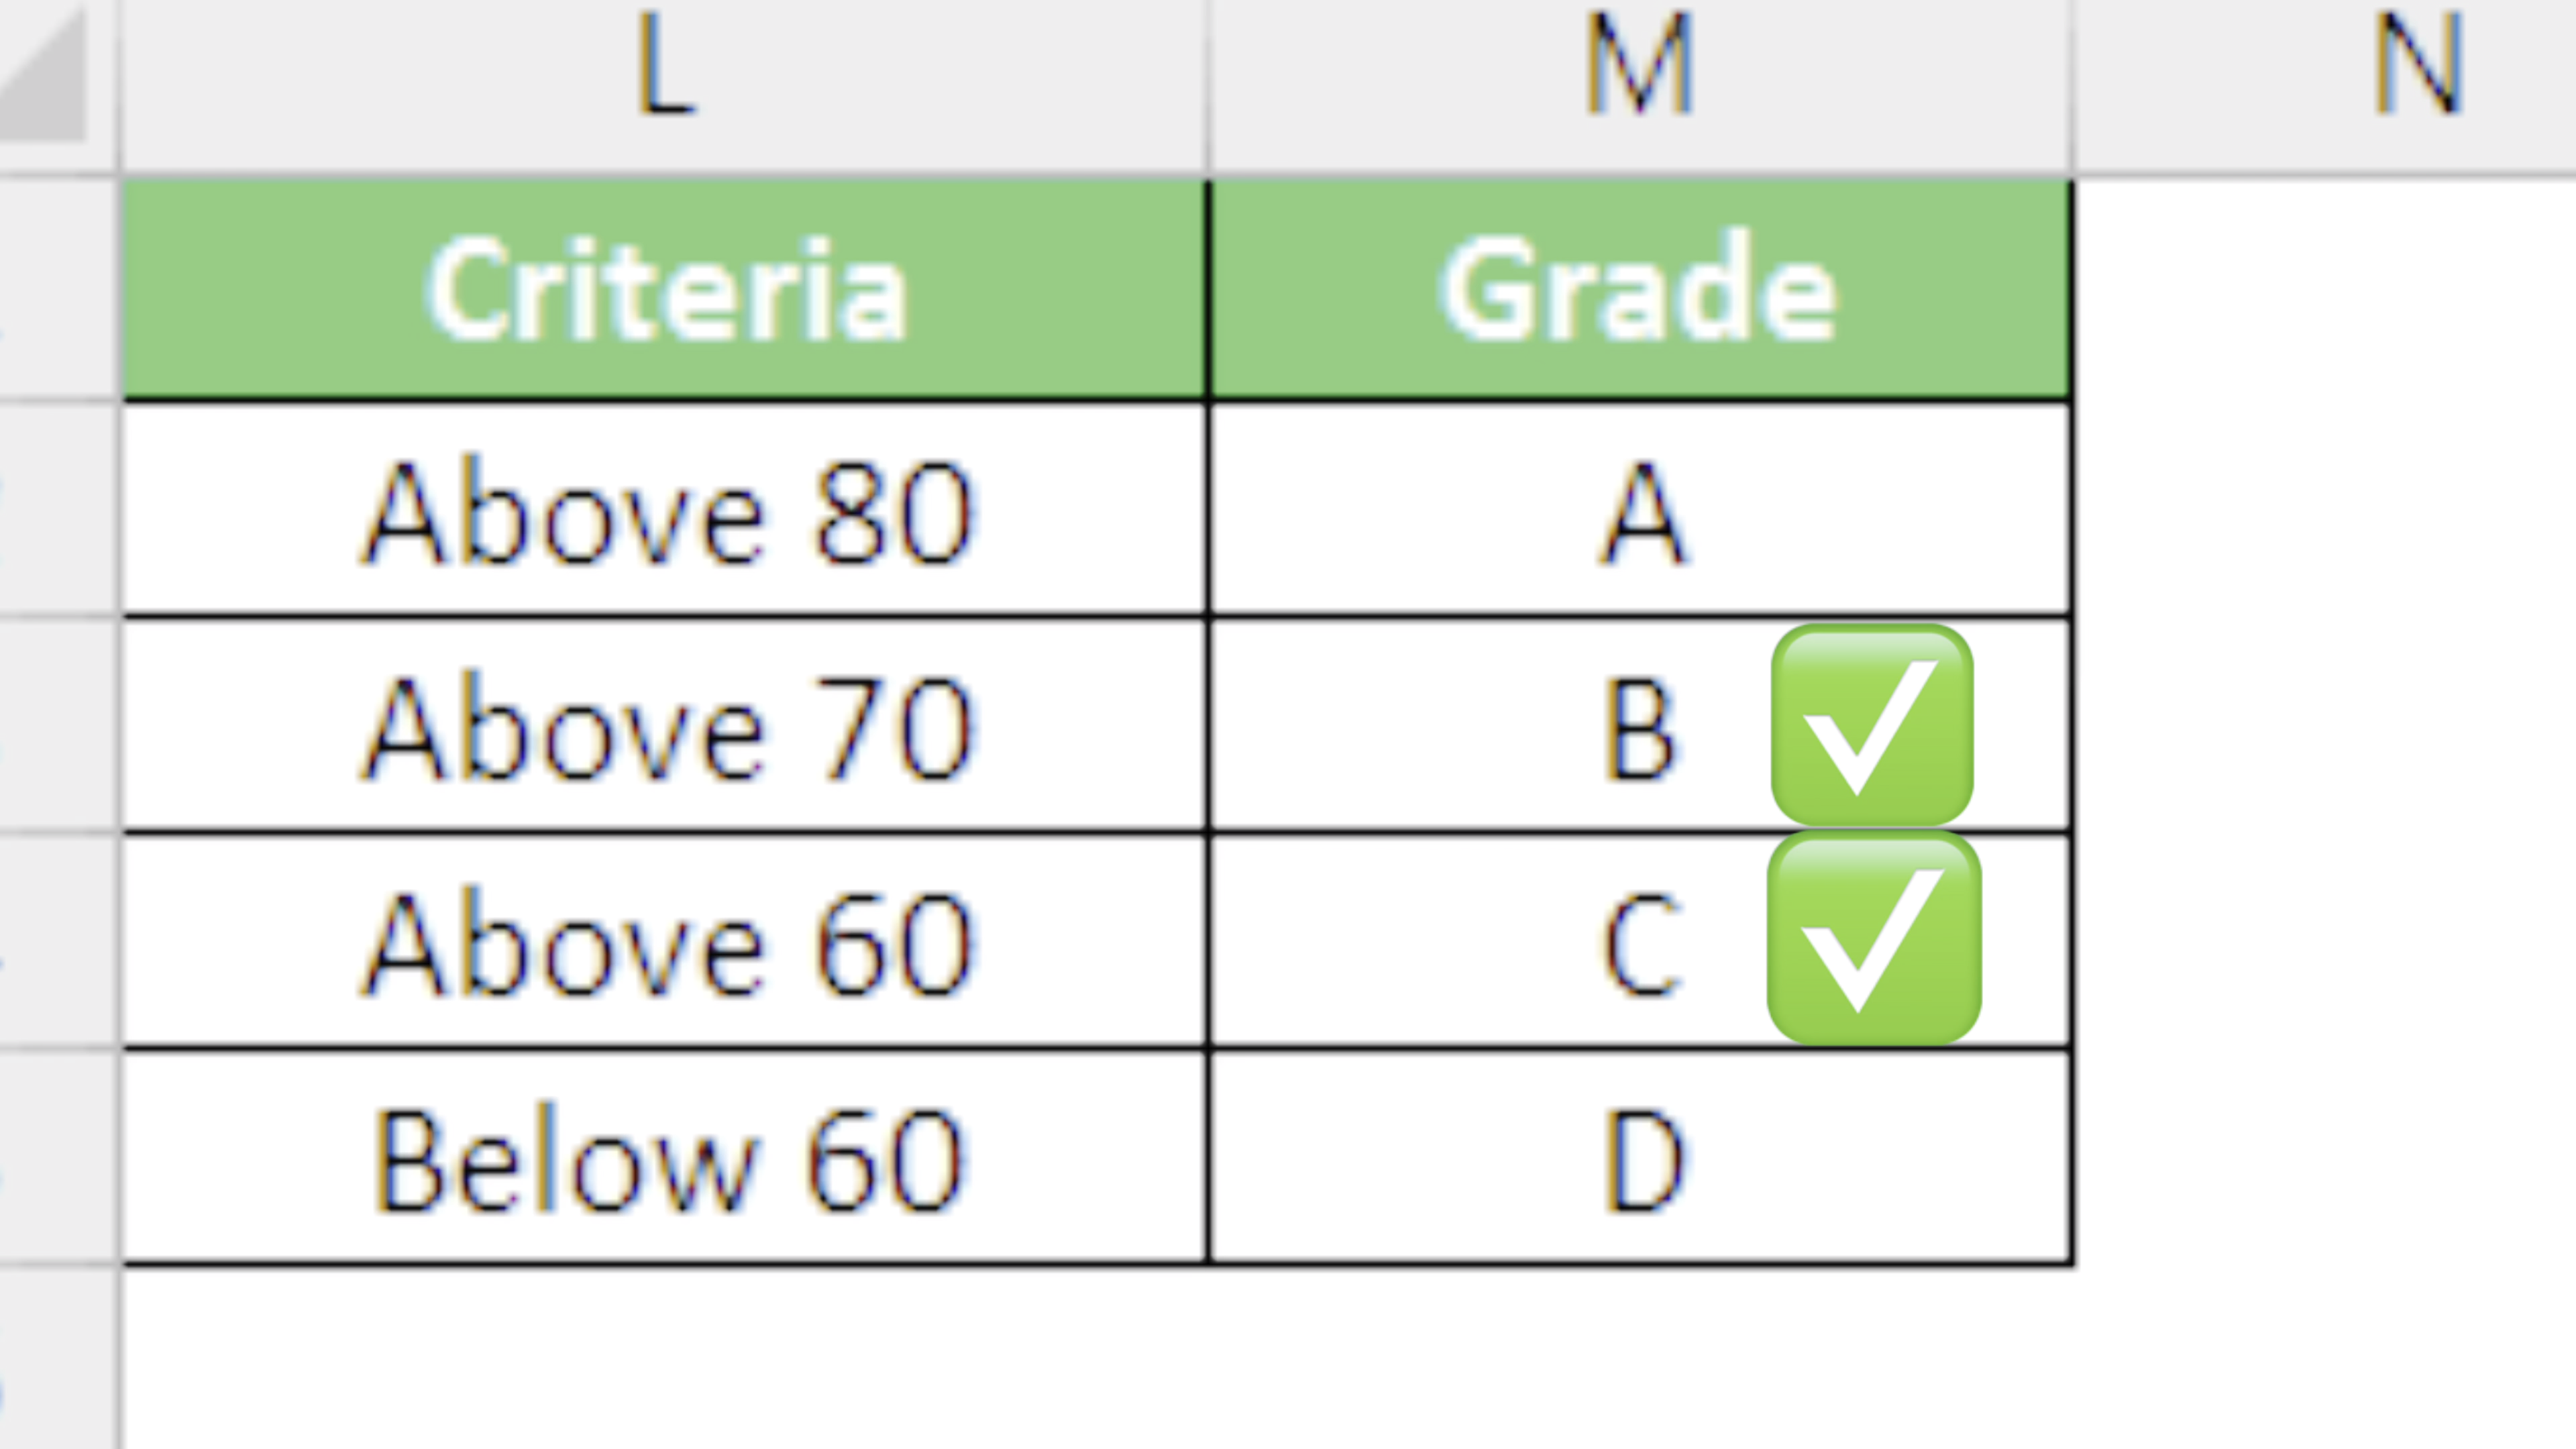 L M N
Criteria Grade
Above 80 A
Above 70 B ✅
Above 60 C ✅
Below 60 D